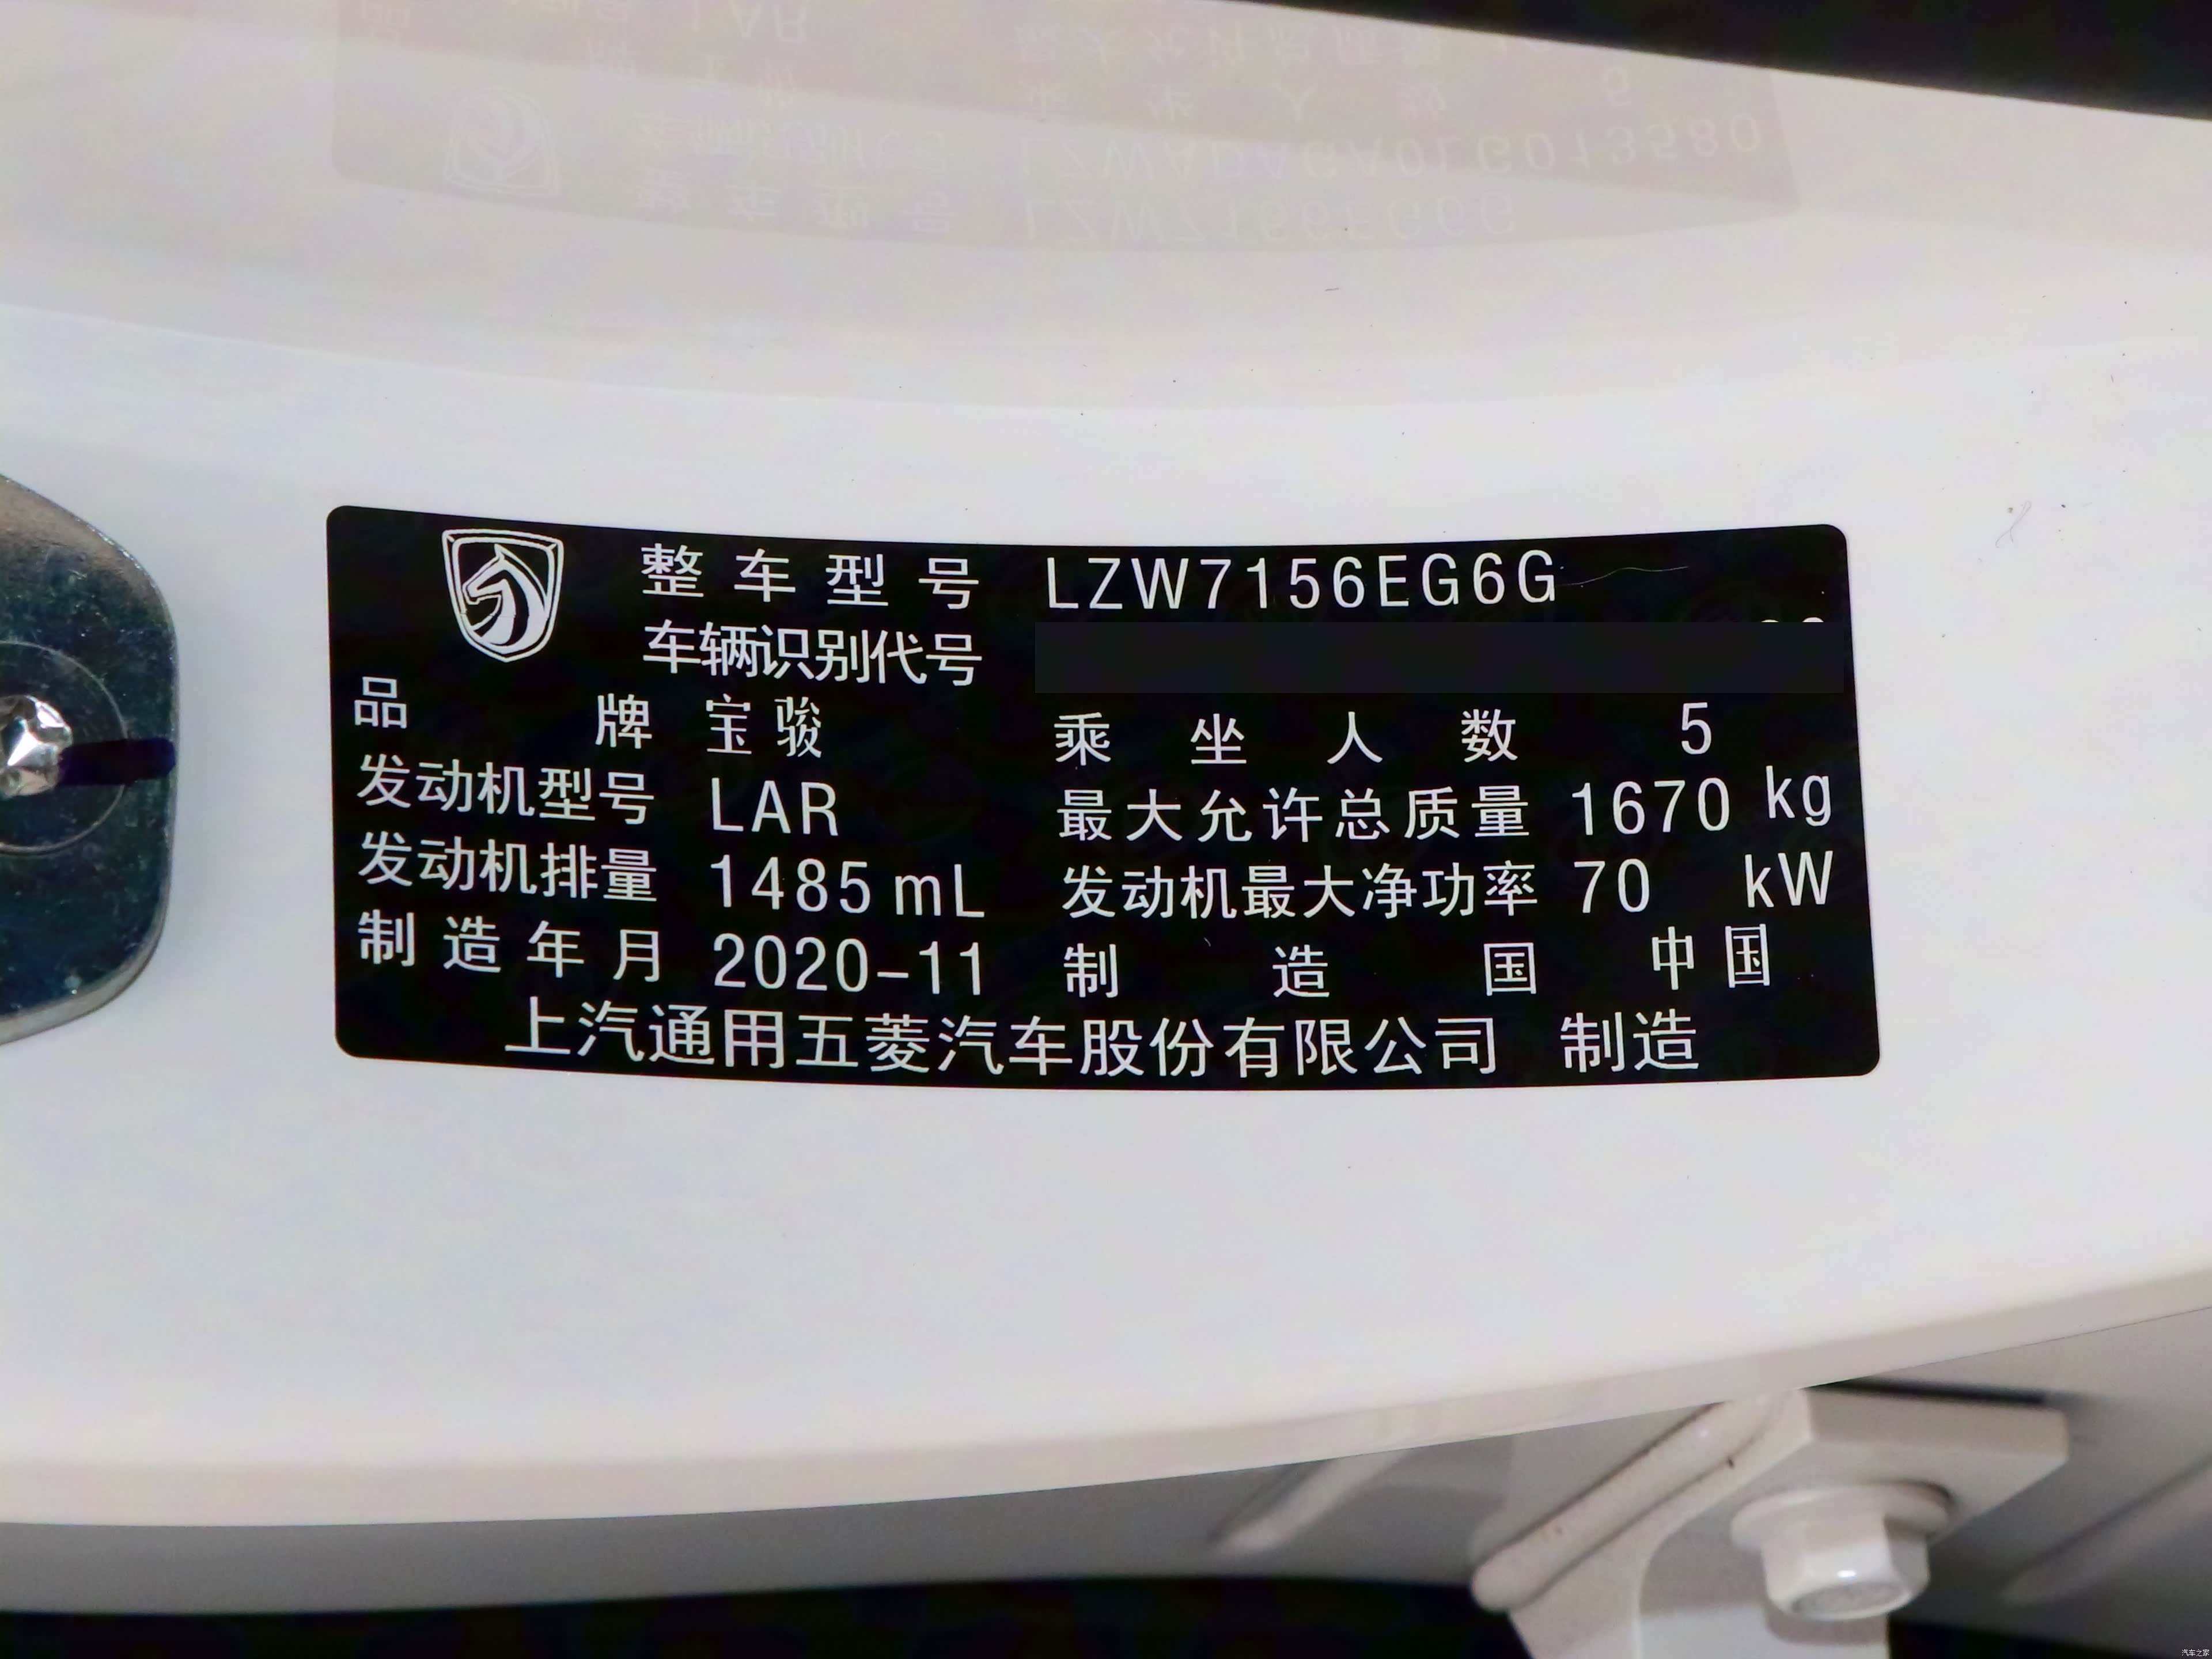 整车型号 LZW7156EG6G
车辆识别代号
品牌 宝骏 乘坐人数 5
发动机型号 LAR 最大允许总质量 1670 kg
发动机排量 1485 mL 发动机最大净功率 70 kW
制造年月 2020-11 制造国 中国
上汽通用五菱汽车股份有限公司 制造
汽车之家